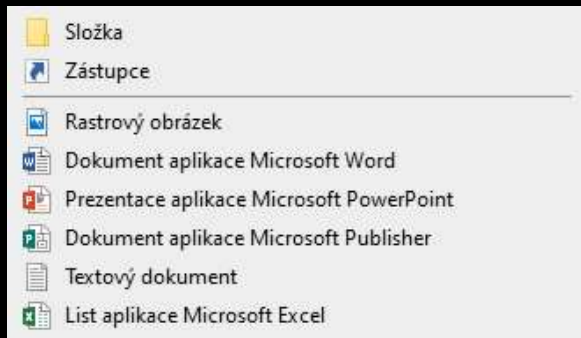 Složka
Zástupce
Rastrový obrázek
Dokument aplikace Microsoft Word
Prezentace aplikace Microsoft PowerPoint
Dokument aplikace Microsoft Publisher
Textový dokument
List aplikace Microsoft Excel